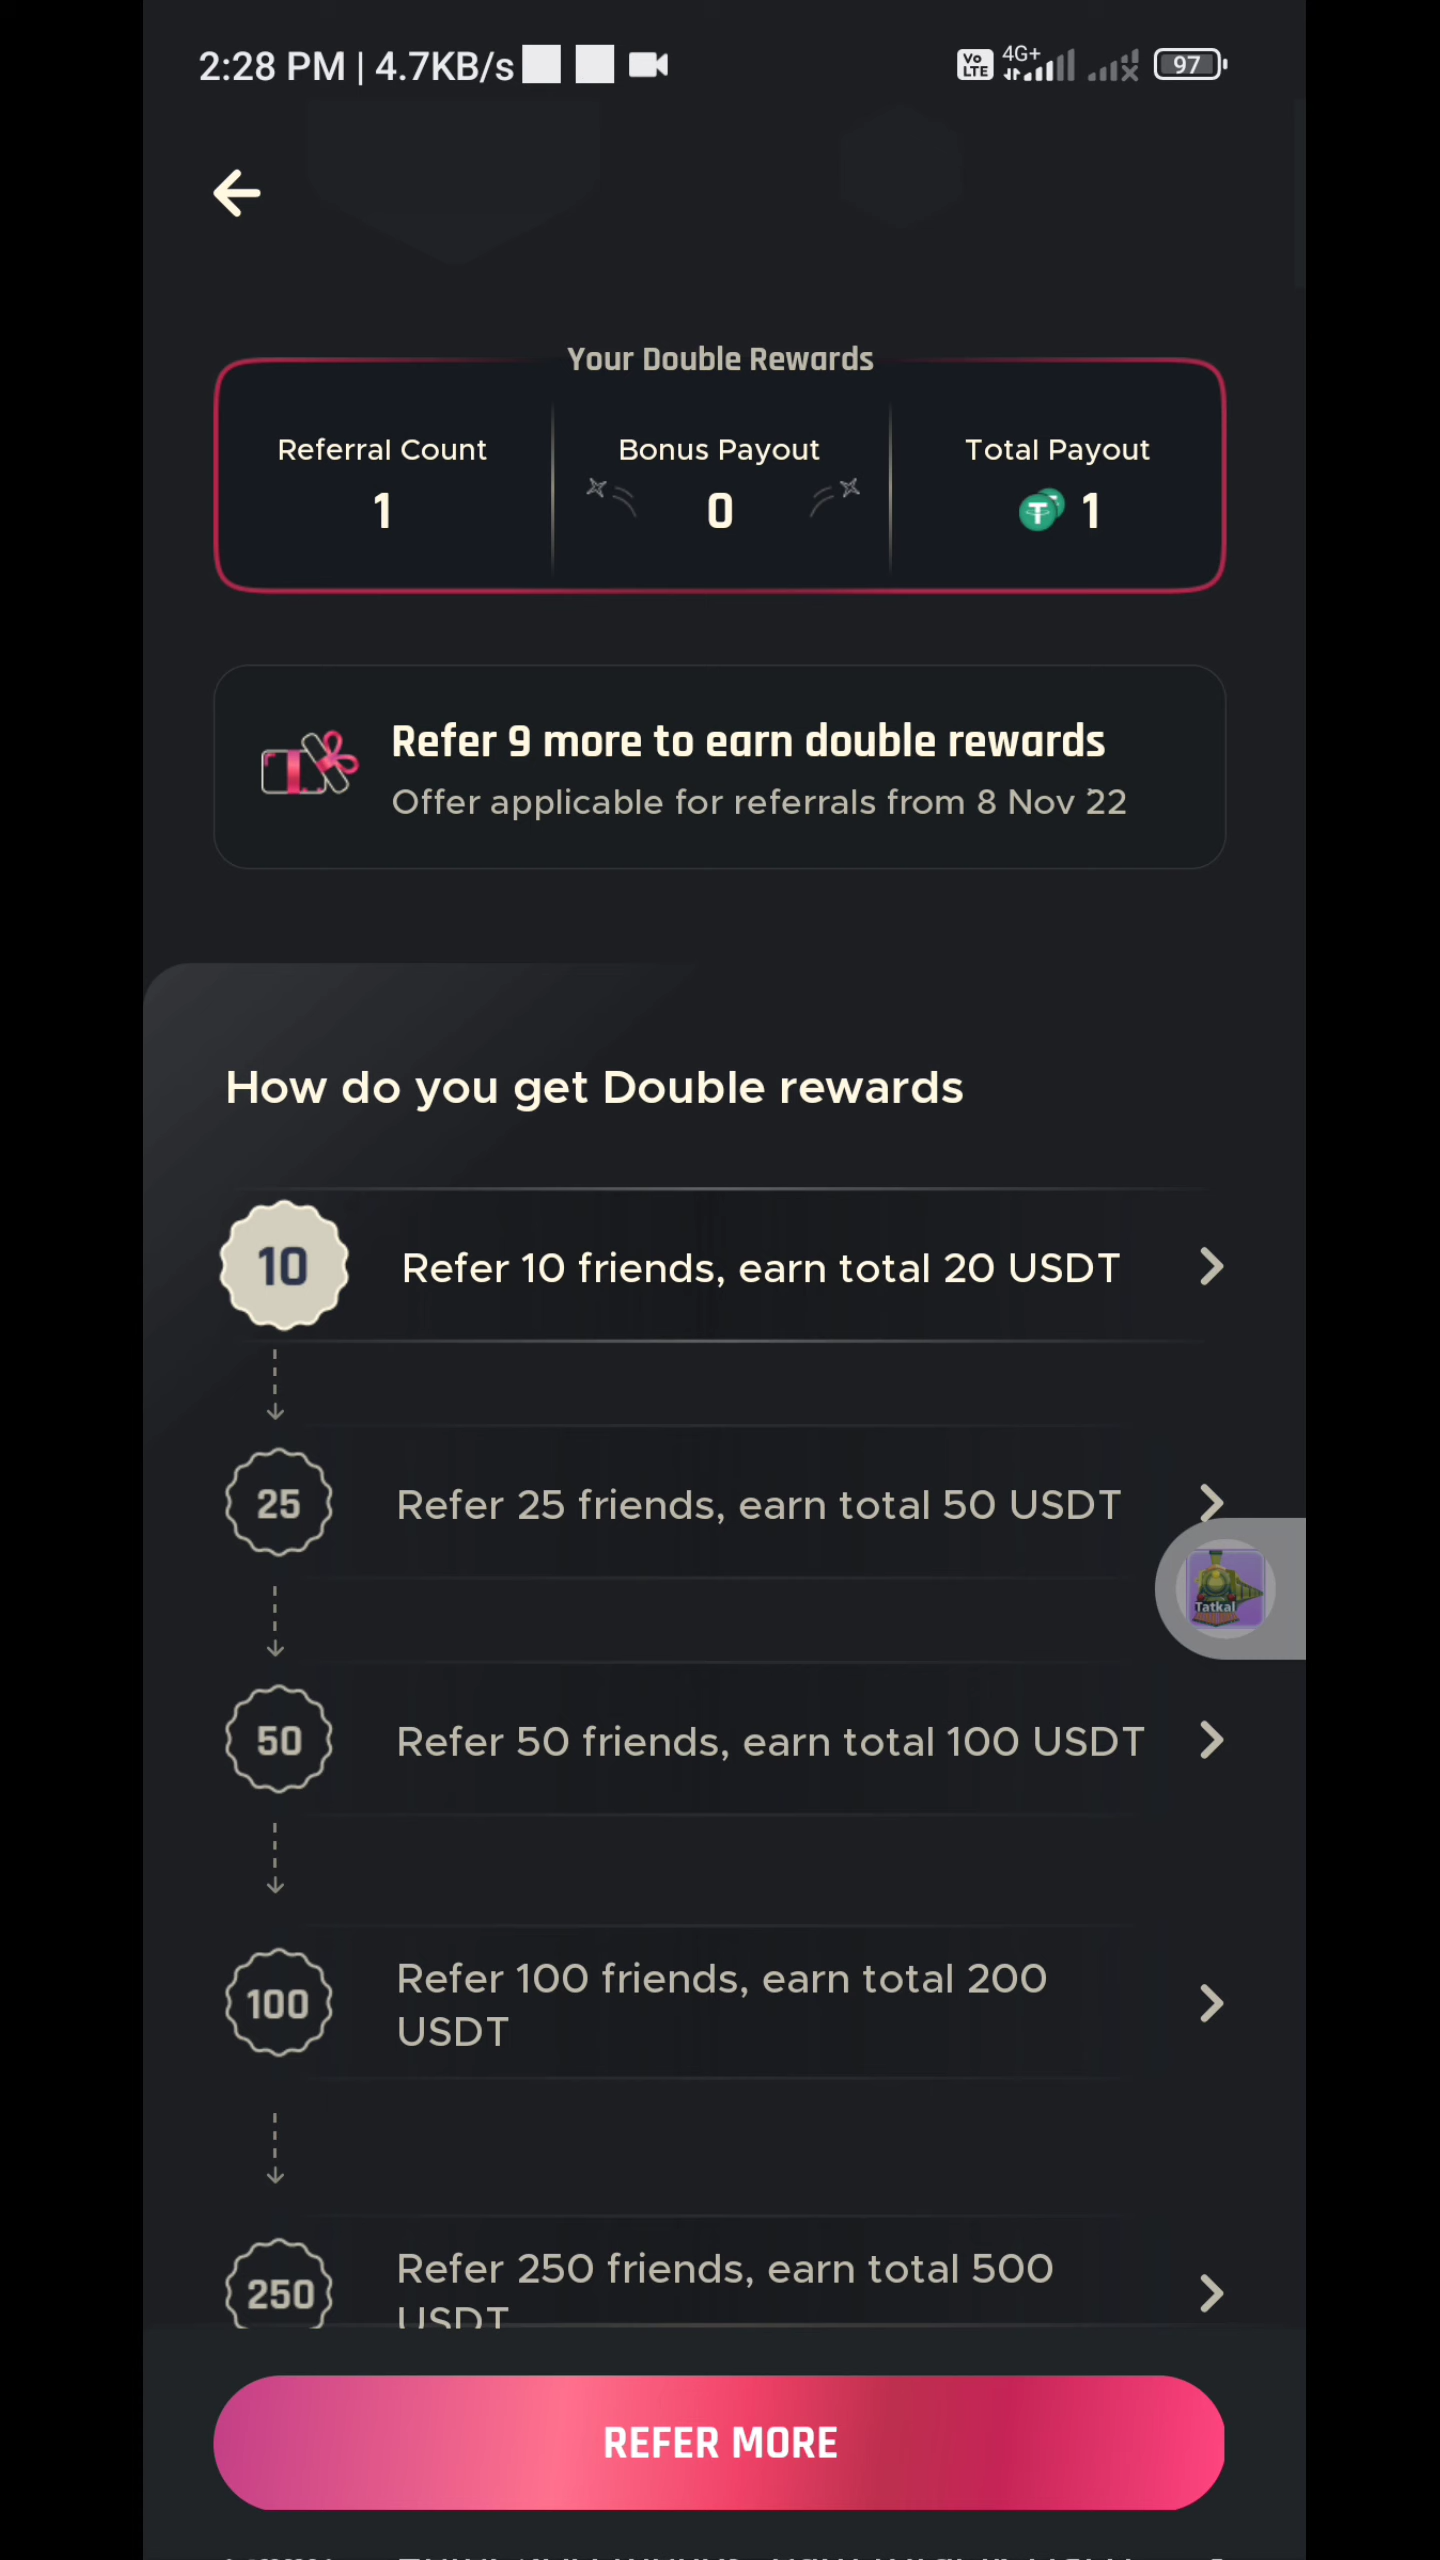 2:28 PM | 4.7KB/s
Vo LTE 4G+ 97
Your Double Rewards
Referral Count Bonus Payout Total Payout
1 0 1
Refer 9 more to earn double rewards
Offer applicable for referrals from 8 Nov 22
How do you get Double rewards
10 Refer 10 friends, earn total 20 USDT
25 Refer 25 friends, earn total 50 USDT
Tatkal
50 Refer 50 friends, earn total 100 USDT
100 Refer 100 friends, earn total 200
USDT
250 Refer 250 friends, earn total 500
USDT
REFER MORE